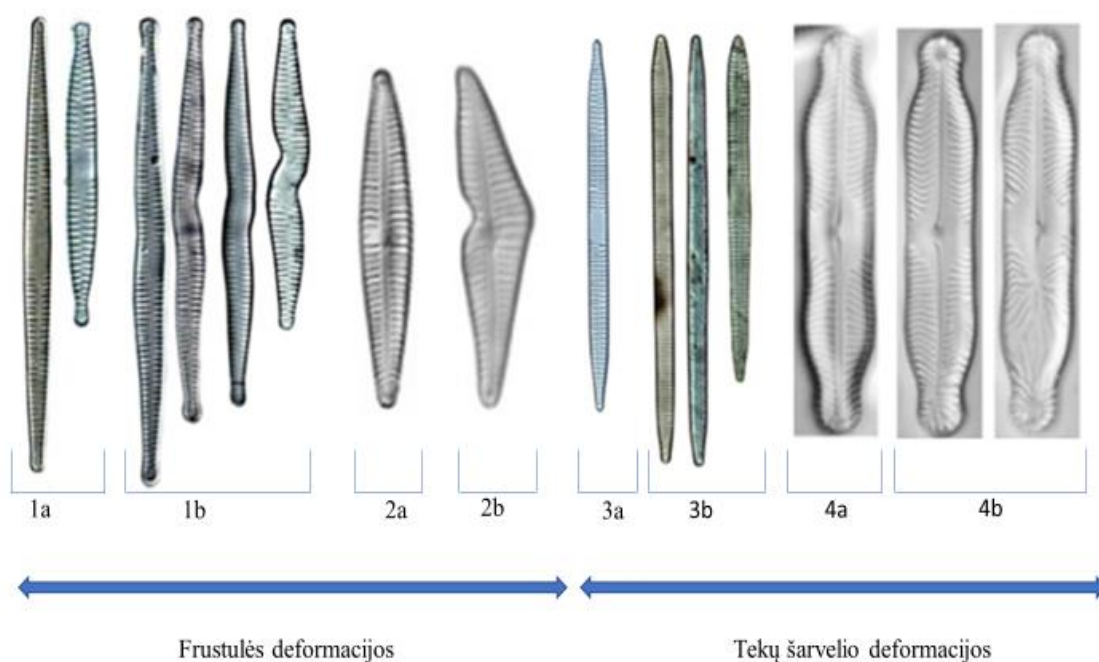 1a 1b 2a 2b 3a 3b 4a 4b
Frustulės deformacijos Tekų šarvelio deformacijos